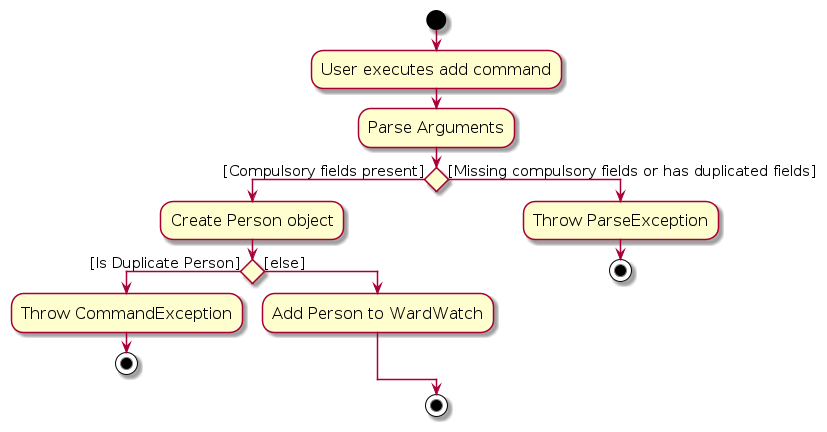 User executes add command
Parse Arguments
[Compulsory fields present]
[Missing compulsory fields or has duplicated fields]
Create Person object
Throw ParseException
[Is Duplicate Person]
[else]
Throw CommandException
Add Person to WardWatch